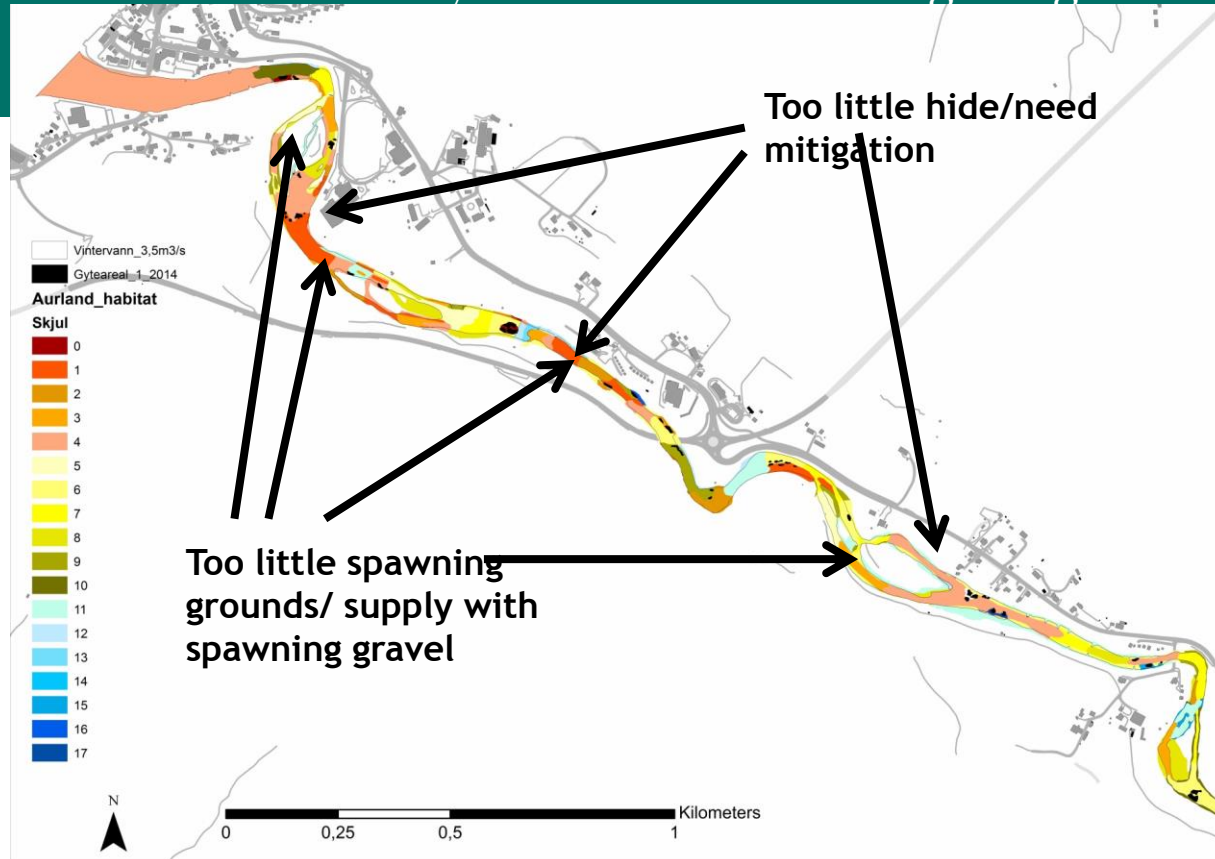 Too little hide/need
mitigation
Vintervann_3,5m3/s
Gyteareal_1_2014
Aurland_habitat
Skjul
0
1
2
3
4
5
6
7
8
9
10
11
12
13
14
15
16
17
Too little spawning
grounds/ supply with
spawning gravel
N
Kilometers
0 0,25 0,5 1